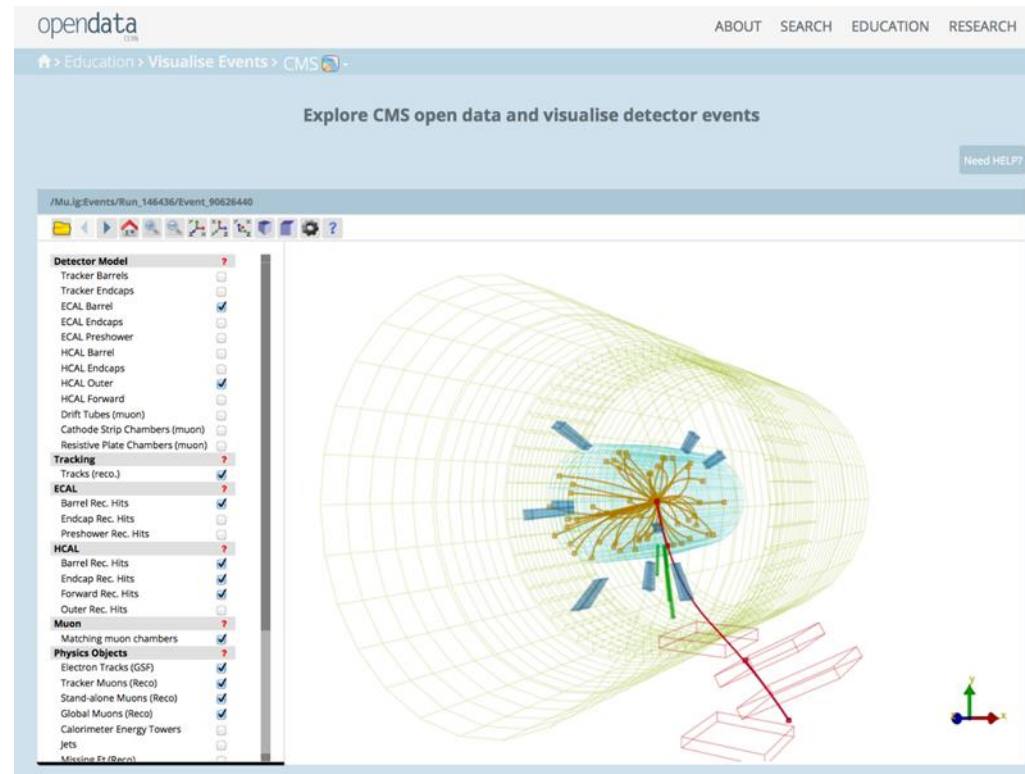 opendata
CERN
ABOUT SEARCH EDUCATION RESEARCH
> Education > Visualise Events > CMS
Explore CMS open data and visualise detector events
Need HELP?
/Mu.ig:Events/Run_146436/Event_90626440
?
Detector Model ?
Tracker Barrels
Tracker Endcaps
ECAL Barrel
ECAL Endcaps
ECAL Preshower
HCAL Barrel
HCAL Endcaps
HCAL Outer
HCAL Forward
Drift Tubes (muon)
Cathode Strip Chambers (muon)
Resistive Plate Chambers (muon)
Tracking ?
Tracks (reco.)
ECAL ?
Barrel Rec. Hits
Endcap Rec. Hits
Preshower Rec. Hits
HCAL ?
Barrel Rec. Hits
Endcap Rec. Hits
Forward Rec. Hits
Outer Rec. Hits
Muon ?
Matching muon chambers
Physics Objects ?
Electron Tracks (GSF)
Tracker Muons (Reco)
Stand-alone Muons (Reco)
Global Muons (Reco)
Calorimeter Energy Towers
Jets
Missing Et (Reco)
y
x